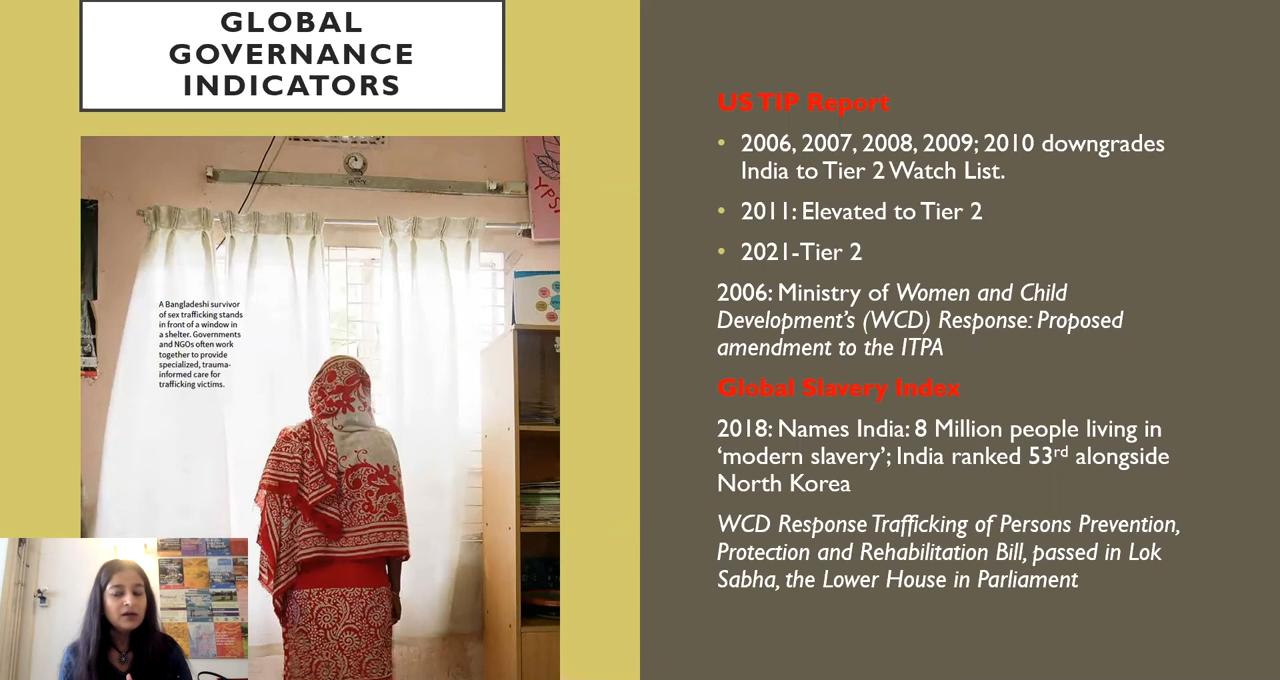 GLOBAL
GOVERNANCE
INDICATORS
A Bangladeshi survivor
of sex trafficking stands
in front of a window in
a shelter. Governments
and NGOs often work
together to provide
specialized, trauma-
informed care for
trafficking victims.
US TIP Report
• 2006, 2007, 2008, 2009; 2010 downgrades
India to Tier 2 Watch List.
• 2011: Elevated to Tier 2
• 2021-Tier 2
2006: Ministry of Women and Child
Development's (WCD) Response: Proposed
amendment to the ITPA
Global Slavery Index
2018: Names India: 8 Million people living in
‘modern slavery’; India ranked 53rd alongside
North Korea
WCD Response Trafficking of Persons Prevention,
Protection and Rehabilitation Bill, passed in Lok
Sabha, the Lower House in Parliament